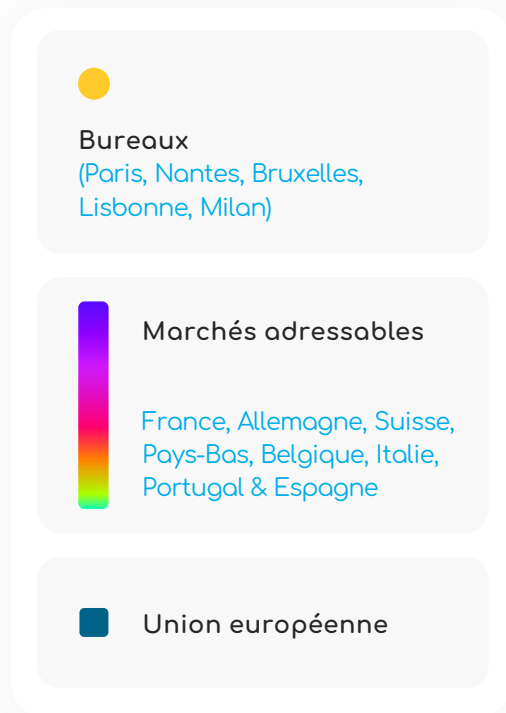 Bureaux
(Paris, Nantes, Bruxelles,
Lisbonne, Milan)
Marchés adressables
France, Allemagne, Suisse,
Pays-Bas, Belgique, Italie,
Portugal & Espagne
Union européenne